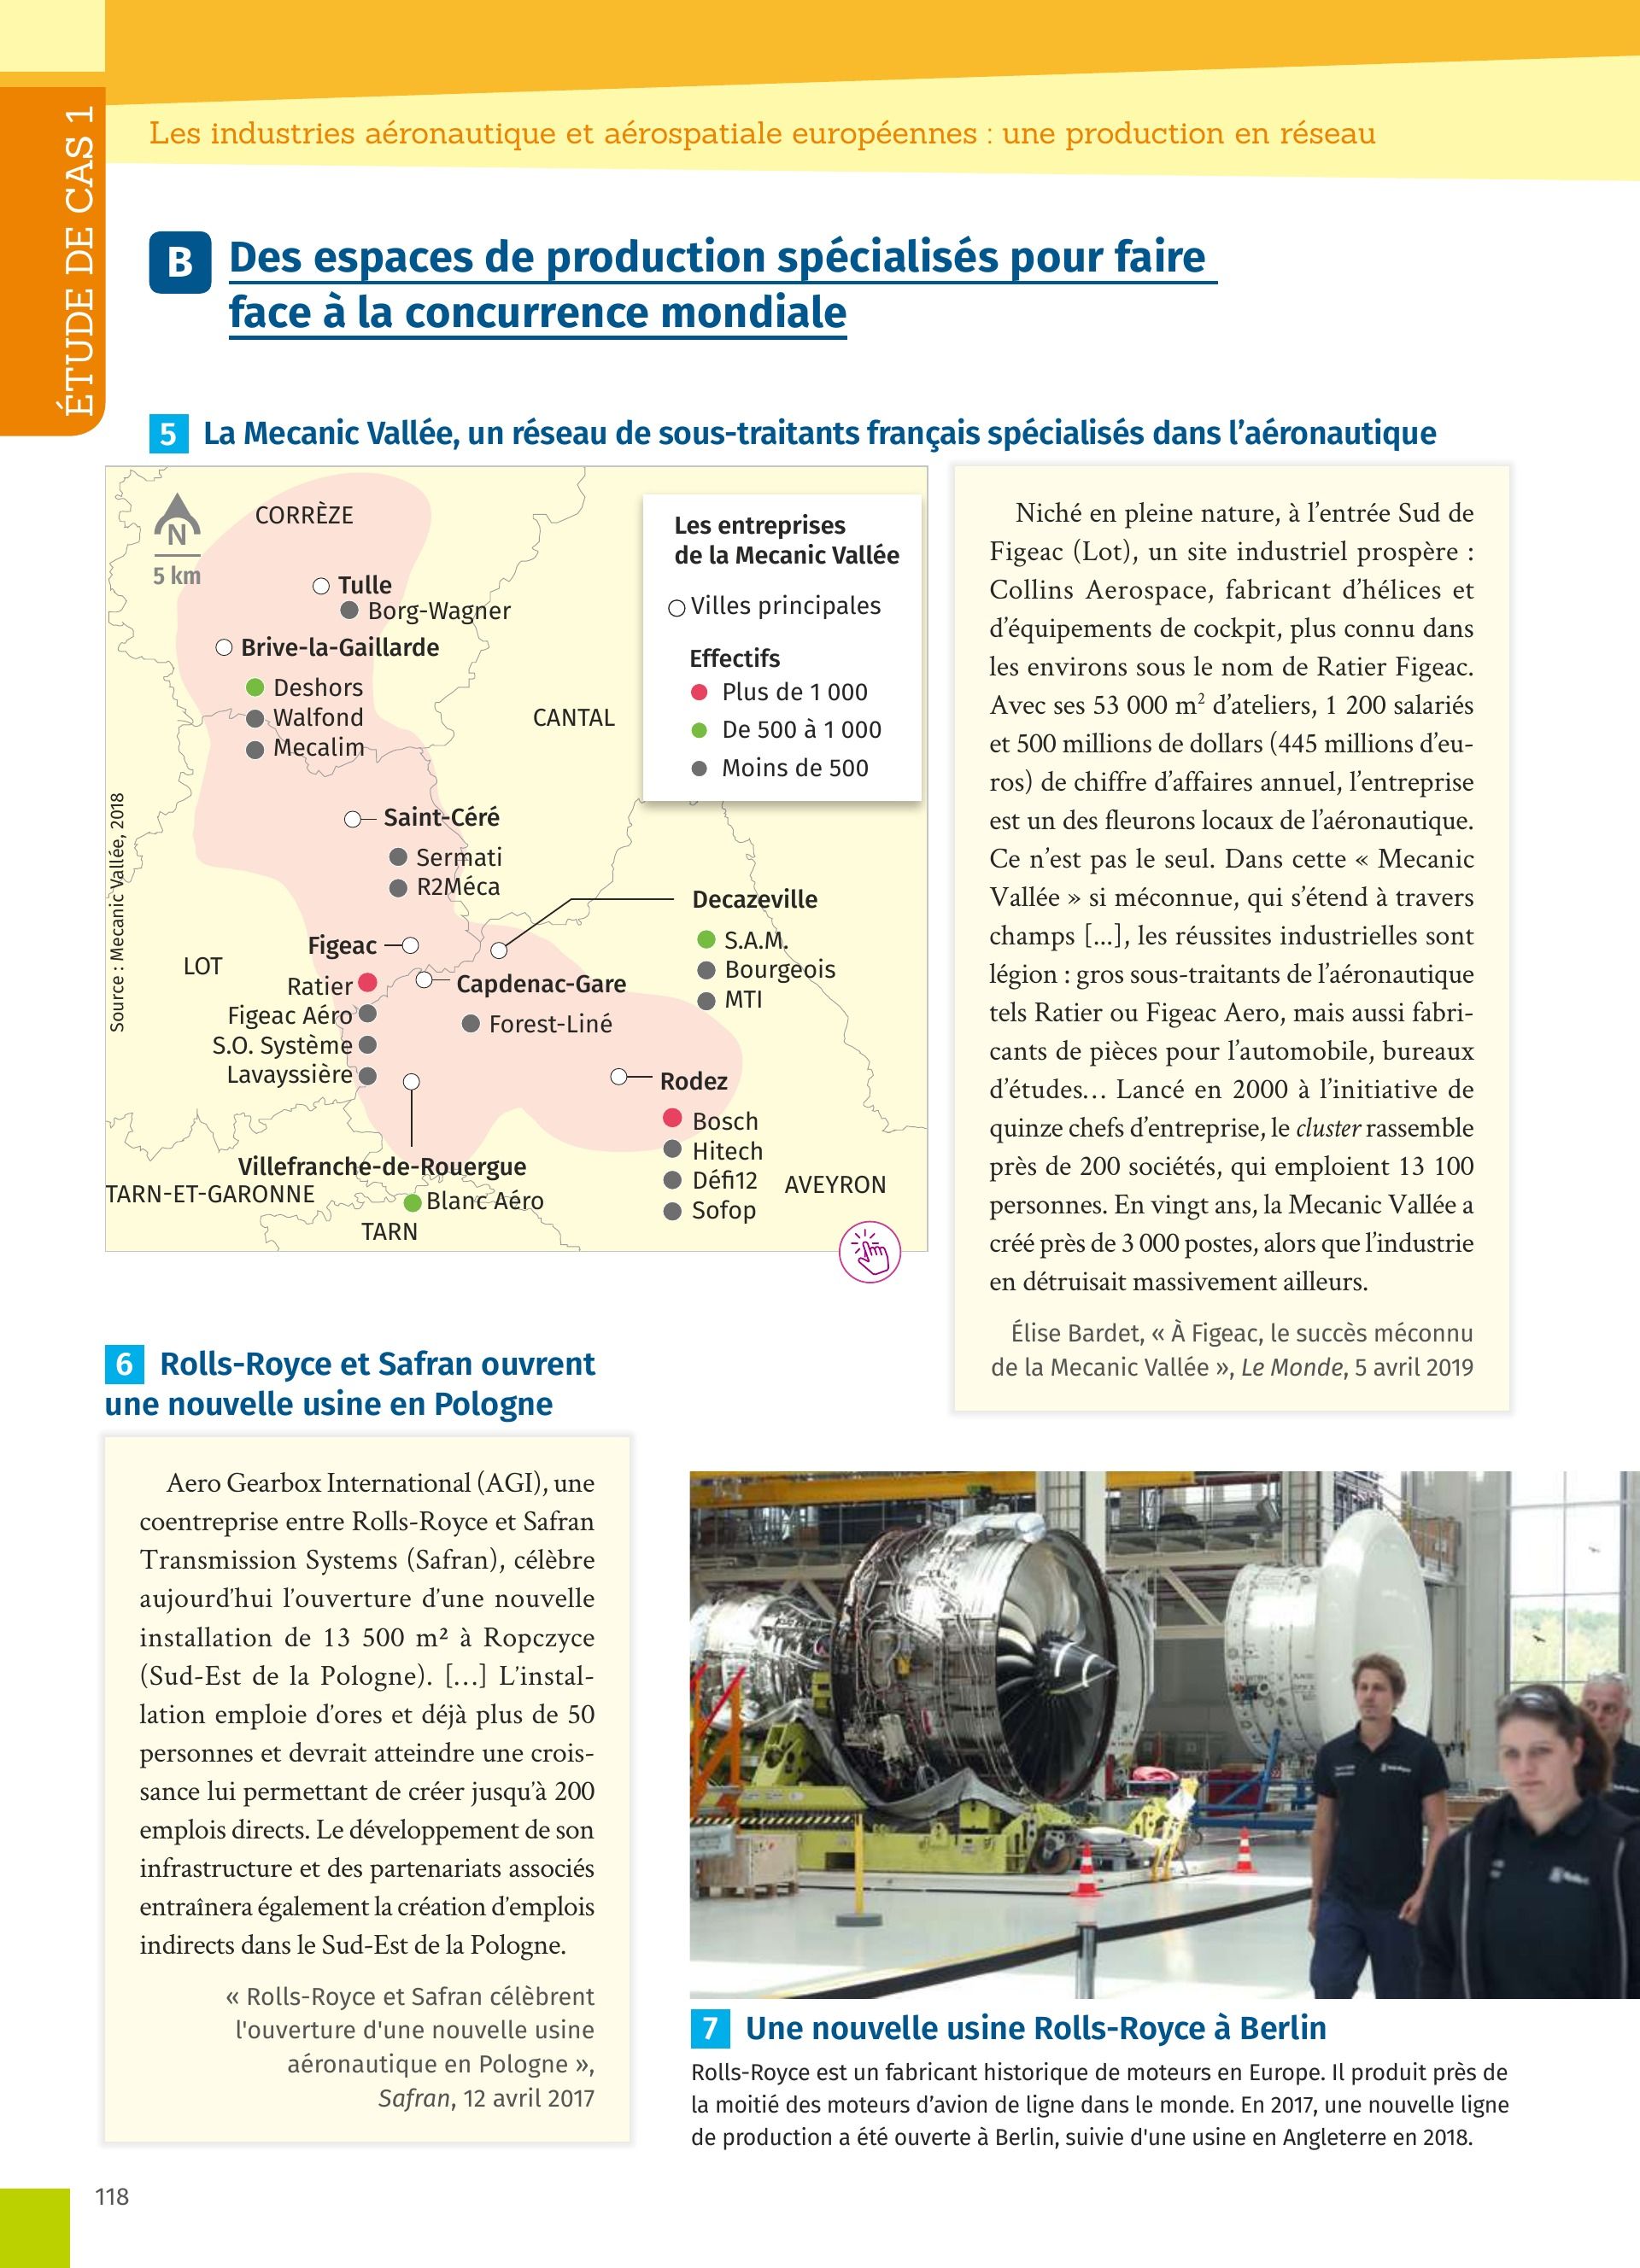 ÉTUDE DE CAS 1
Les industries aéronautique et aérospatiale européennes : une production en réseau
B
Des espaces de production spécialisés pour faire
face à la concurrence mondiale
5 La Mecanic Vallée, un réseau de sous-traitants français spécialisés dans l’aéronautique
N
5 km
CORRÈZE
Tulle
Borg-Wagner
Brive-la-Gaillarde
Deshors
Walfond
Mecalim
CANTAL
Saint-Céré
Sermati
R2Méca
Decazeville
S.A.M.
Bourgeois
MTI
Figeac
LOT
Ratier
Figeac Aéro
S.O. Système
Lavayssière
Capdenac-Gare
Forest-Liné
Rodez
Bosch
Hitech
Défi12
Sofop
AVEYRON
Villefranche-de-Rouergue
Blanc Aéro
TARN-ET-GARONNE
TARN
Source : Mecanic Vallée, 2018
Les entreprises
de la Mecanic Vallée
Villes principales
Effectifs
Plus de 1 000
De 500 à 1 000
Moins de 500
Niché en pleine nature, à l’entrée Sud de
Figeac (Lot), un site industriel prospère :
Collins Aerospace, fabricant d’hélices et
d’équipements de cockpit, plus connu dans
les environs sous le nom de Ratier Figeac.
Avec ses 53 000 m² d’ateliers, 1 200 salariés
et 500 millions de dollars (445 millions d’eu-
ros) de chiffre d’affaires annuel, l’entreprise
est un des fleurons locaux de l’aéronautique.
Ce n’est pas le seul. Dans cette « Mecanic
Vallée » si méconnue, qui s’étend à travers
champs [...], les réussites industrielles sont
légion : gros sous-traitants de l’aéronautique
tels Ratier ou Figeac Aero, mais aussi fabri-
cants de pièces pour l’automobile, bureaux
d’études… Lancé en 2000 à l’initiative de
quinze chefs d’entreprise, le cluster rassemble
près de 200 sociétés, qui emploient 13 100
personnes. En vingt ans, la Mecanic Vallée a
créé près de 3 000 postes, alors que l’industrie
en détruisait massivement ailleurs.
Élise Bardet, « À Figeac, le succès méconnu
de la Mecanic Vallée », Le Monde, 5 avril 2019
6 Rolls-Royce et Safran ouvrent
une nouvelle usine en Pologne
Aero Gearbox International (AGI), une
coentreprise entre Rolls-Royce et Safran
Transmission Systems (Safran), célèbre
aujourd'hui l'ouverture d'une nouvelle
installation de 13 500 m² à Ropczyce
(Sud-Est de la Pologne). […] L'instal-
lation emploie d'ores et déjà plus de 50
personnes et devrait atteindre une crois-
sance lui permettant de créer jusqu'à 200
emplois directs. Le développement de son
infrastructure et des partenariats associés
entraînera également la création d'emplois
indirects dans le Sud-Est de la Pologne.
« Rolls-Royce et Safran célèbrent
l'ouverture d'une nouvelle usine
aéronautique en Pologne »,
Safran, 12 avril 2017
7 Une nouvelle usine Rolls-Royce à Berlin
Rolls-Royce est un fabricant historique de moteurs en Europe. Il produit près de
la moitié des moteurs d’avion de ligne dans le monde. En 2017, une nouvelle ligne
de production a été ouverte à Berlin, suivie d'une usine en Angleterre en 2018.
118